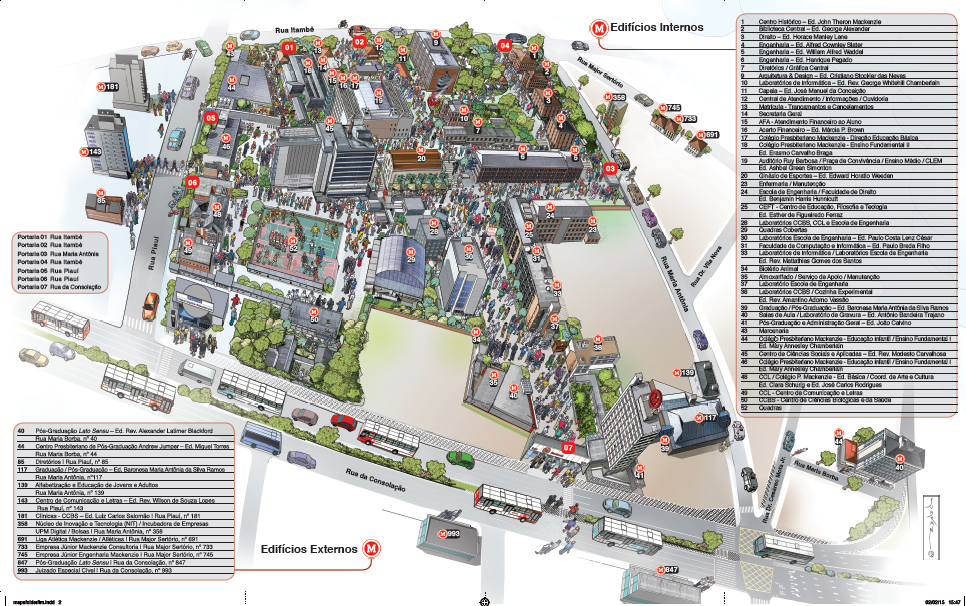 Edifícios Internos
1 Centro Histórico – Ed. John Theron Mackenzie
2 Biblioteca Central – Ed. George Alexander
3 Direito – Ed. Horace Manley Lane
4 Engenharia – Ed. Alfred Cownley Slater
5 Engenharia – Ed. William Alfred Waddel
6 Engenharia – Ed. Henrique Pegado
7 Diretórios / Gráfica Central
9 Arquitetura & Design – Ed. Cristiano Stockler das Neves
10 Laboratórios de Informática – Ed. Rev. George Whitehill Chamberlain
11 Capela – Ed. José Manuel da Conceição
12 Central de Atendimento / Informações / Ouvidoria
13 Matrícula - Trancamentos e Cancelamentos
14 Secretaria Geral
15 AFA - Atendimento Financeiro ao Aluno
16 Acerto Financeiro – Ed. Márcia P. Brown
17 Colégio Presbiteriano Mackenzie - Direção Educação Básica
18 Colégio Presbiteriano Mackenzie - Ensino Fundamental II
Ed. Erasmo Carvalho Braga
19 Auditório Ruy Barbosa / Praça de Convivência / Ensino Médio / CLEM
Ed. Ashbel Green Simonton
20 Ginásio de Esportes – Ed. Edward Horatio Weeden
23 Enfermaria / Manutenção
24 Escola de Engenharia / Faculdade de Direito
Ed. Benjamin Harris Hunnicutt
25 CEFT - Centro de Educação, Filosofia e Teologia
Ed. Esther de Figueiredo Ferraz
28 Laboratórios CCBS, CCL e Escola de Engenharia
29 Quadras Cobertas
30 Laboratórios Escola de Engenharia – Ed. Paulo Costa Lenz César
31 Faculdade de Computação e Informática – Ed. Paulo Breda Filho
33 Laboratórios de Informática / Laboratórios Escola de Engenharia
Ed. Rev. Mattathias Gomes dos Santos
34 Biotério Animal
35 Almoxarifado / Serviço de Apoio / Manutenção
37 Laboratório Escola de Engenharia
38 Laboratórios CCBS / Cozinha Experimental
Ed. Rev. Amantino Adorno Vassão
39 Graduação / Pós-Graduação – Ed. Baronesa Maria Antônia da Silva Ramos
40 Salas de Aula / Laboratório de Gravura – Ed. Antônio Bandeira Trajano
41 Pós-Graduação e Administração Geral – Ed. João Calvino
43 Marcenaria
44 Colégio Presbiteriano Mackenzie - Educação Infantil / Ensino Fundamental I
Ed. Mary Annesley Chamberlain
45 Centro de Ciências Sociais e Aplicadas – Ed. Rev. Modesto Carvalhosa
46 Colégio Presbiteriano Mackenzie - Educação Infantil / Ensino Fundamental I
Ed. Mary Annesley Chamberlain
48 CCL / Colégio P. Mackenzie - Ed. Básica / Coord. de Arte e Cultura
Ed. Clara Schurig e Ed. José Carlos Rodrigues
49 CCL - Centro de Comunicação e Letras
50 CCBS - Centro de Ciências Biológicas e da Saúde
52 Quadras
Rua Itambé
Rua Major Sertório
Rua Piauí
Rua Maria Antônia
Rua Dr. Vila Nova
Rua da Consolação
Rua Maria Borba
01
02
03
04
05
06
07
M 181
M 143
M 85
M 358
M 745
M 733
M 691
M 139
M 117
M 993
M 847
Portaria 01 Rua Itambé
Portaria 02 Rua Itambé
Portaria 03 Rua Maria Antônia
Portaria 04 Rua Itambé
Portaria 05 Rua Piauí
Portaria 06 Rua Piauí
Portaria 07 Rua da Consolação
40 Pós-Graduação Lato Sensu – Ed. Rev. Alexander Latimer Blackford
Rua Maria Borba, nº 40
44 Centro Presbiteriano de Pós-Graduação Andrew Jumper – Ed. Miguel Torres
Rua Maria Borba, nº 44
85 Diretórios I Rua Piauí, nº 85
117 Graduação / Pós-Graduação – Ed. Baronesa Maria Antônia da Silva Ramos
Rua Maria Antônia, nº117
139 Alfabetização e Educação de Jovens e Adultos
Rua Maria Antônia, nº 139
143 Centro de Comunicação e Letras – Ed. Rev. Wilson de Souza Lopes
Rua Piauí, nº 143
181 Clínicas - CCBS – Ed. Luiz Carlos Salomão I Rua Piauí, nº 181
358 Núcleo de Inovação e Tecnologia (NIT) / Incubadora de Empresas
UPM Digital / Bolsas I Rua Maria Antônia, nº 358
691 Liga Atlética Mackenzie / Atléticas I Rua Major Sertório, nº 691
733 Empresa Júnior Mackenzie Consultoria I Rua Major Sertório, nº 733
745 Empresa Júnior Engenharia Mackenzie I Rua Major Sertório, nº 745
847 Pós-Graduação Lato Sensu I Rua da Consolação, nº 847
993 Juizado Especial Cível I Rua da Consolação, nº 993
Edifícios Externos M
mapafolderfim.indd 2
02/02/15 15:47